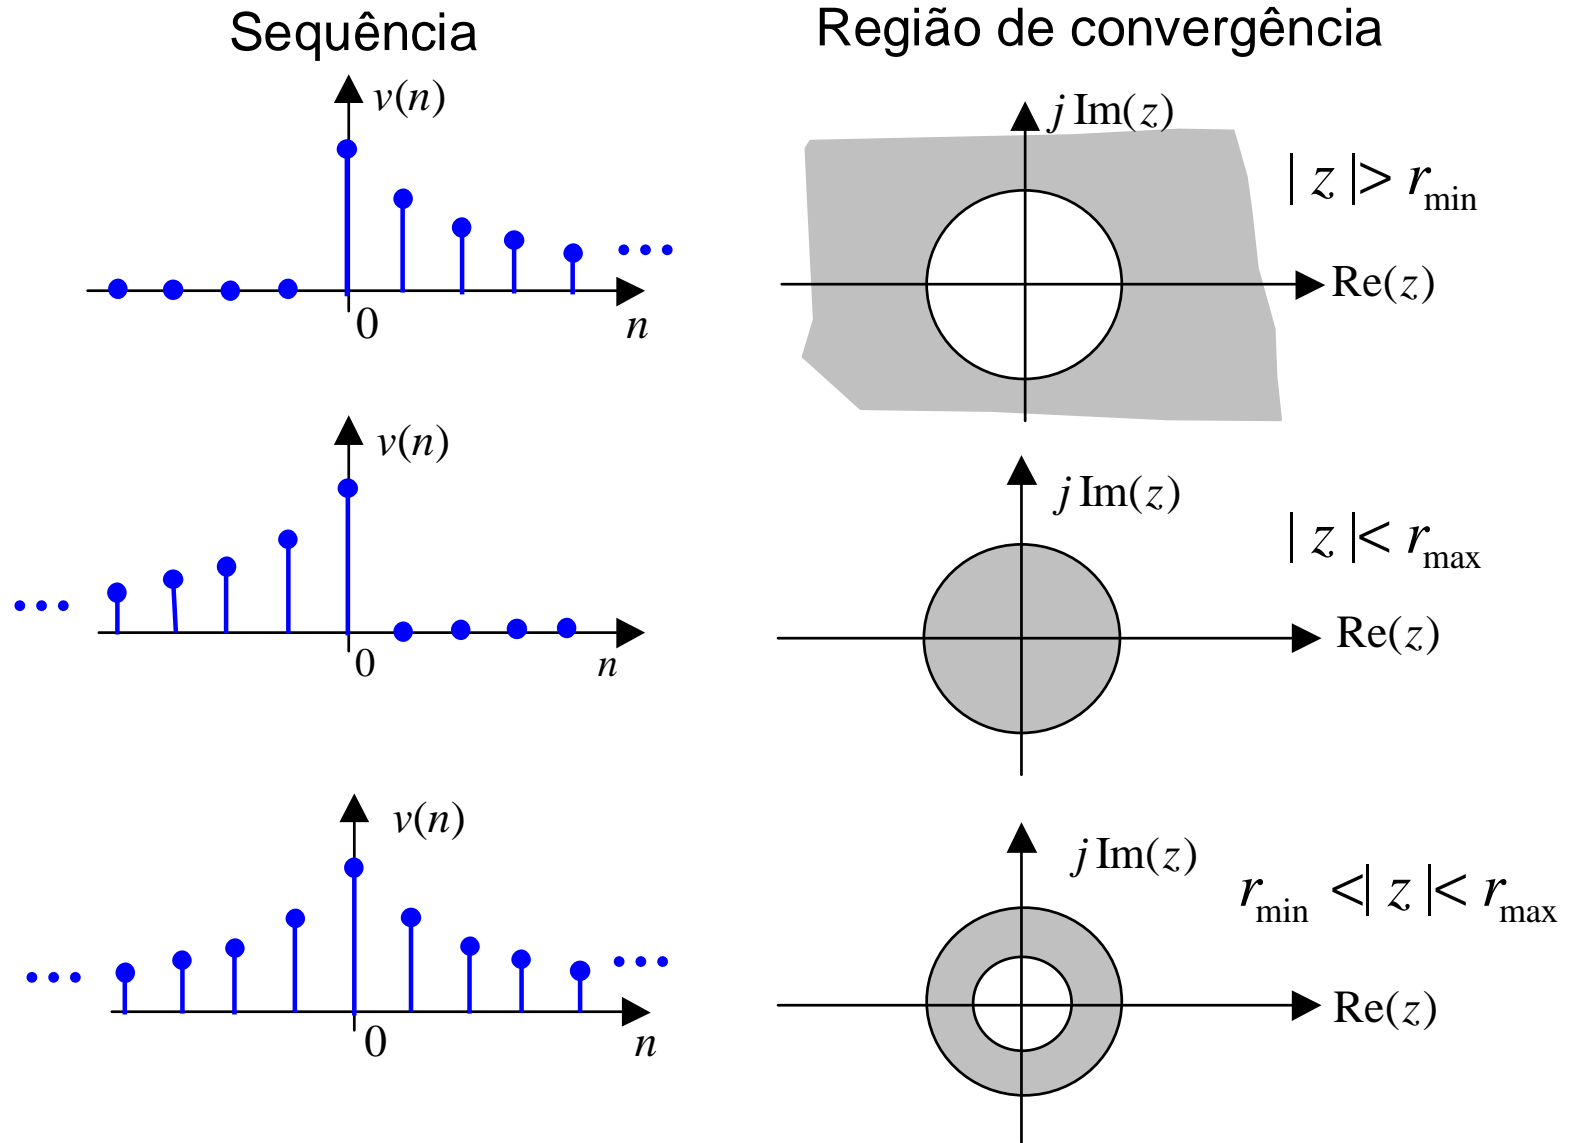 Sequência
Região de convergência
v(n)
0
n
j Im(z)
| z |> r_min
Re(z)
v(n)
0
n
j Im(z)
| z |< r_max
Re(z)
v(n)
0
n
j Im(z)
r_min <| z |< r_max
Re(z)